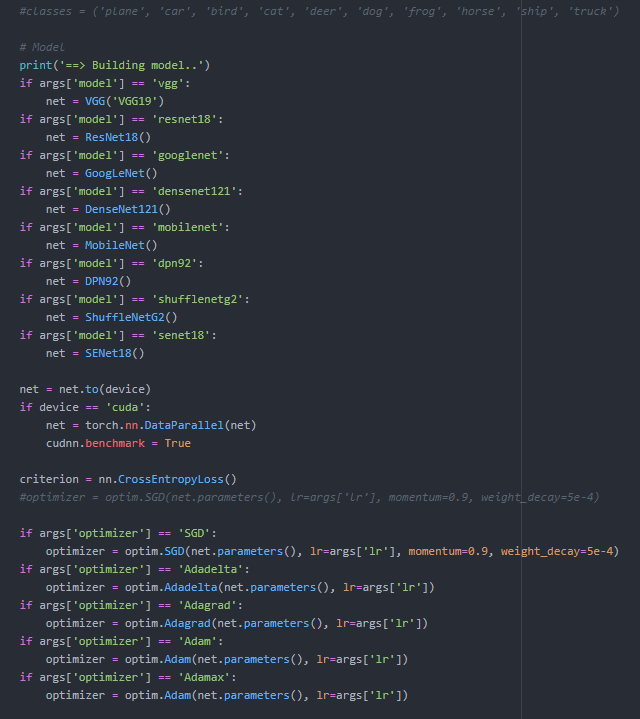 #classes = ('plane', 'car', 'bird', 'cat', 'deer', 'dog', 'frog', 'horse', 'ship', 'truck')
# Model
print('==> Building model..')
if args['model'] == 'vgg':
    net = VGG('VGG19')
if args['model'] == 'resnet18':
    net = ResNet18()
if args['model'] == 'googlenet':
    net = GoogLeNet()
if args['model'] == 'densenet121':
    net = DenseNet121()
if args['model'] == 'mobilenet':
    net = MobileNet()
if args['model'] == 'dpn92':
    net = DPN92()
if args['model'] == 'shufflenetg2':
    net = ShuffleNetG2()
if args['model'] == 'senet18':
    net = SENet18()
net = net.to(device)
if device == 'cuda':
    net = torch.nn.DataParallel(net)
    cudnn.benchmark = True
criterion = nn.CrossEntropyLoss()
#optimizer = optim.SGD(net.parameters(), lr=args['lr'], momentum=0.9, weight_decay=5e-4)
if args['optimizer'] == 'SGD':
    optimizer = optim.SGD(net.parameters(), lr=args['lr'], momentum=0.9, weight_decay=5e-4)
if args['optimizer'] == 'Adadelta':
    optimizer = optim.Adadelta(net.parameters(), lr=args['lr'])
if args['optimizer'] == 'Adagrad':
    optimizer = optim.Adagrad(net.parameters(), lr=args['lr'])
if args['optimizer'] == 'Adam':
    optimizer = optim.Adam(net.parameters(), lr=args['lr'])
if args['optimizer'] == 'Adamax':
    optimizer = optim.Adam(net.parameters(), lr=args['lr'])